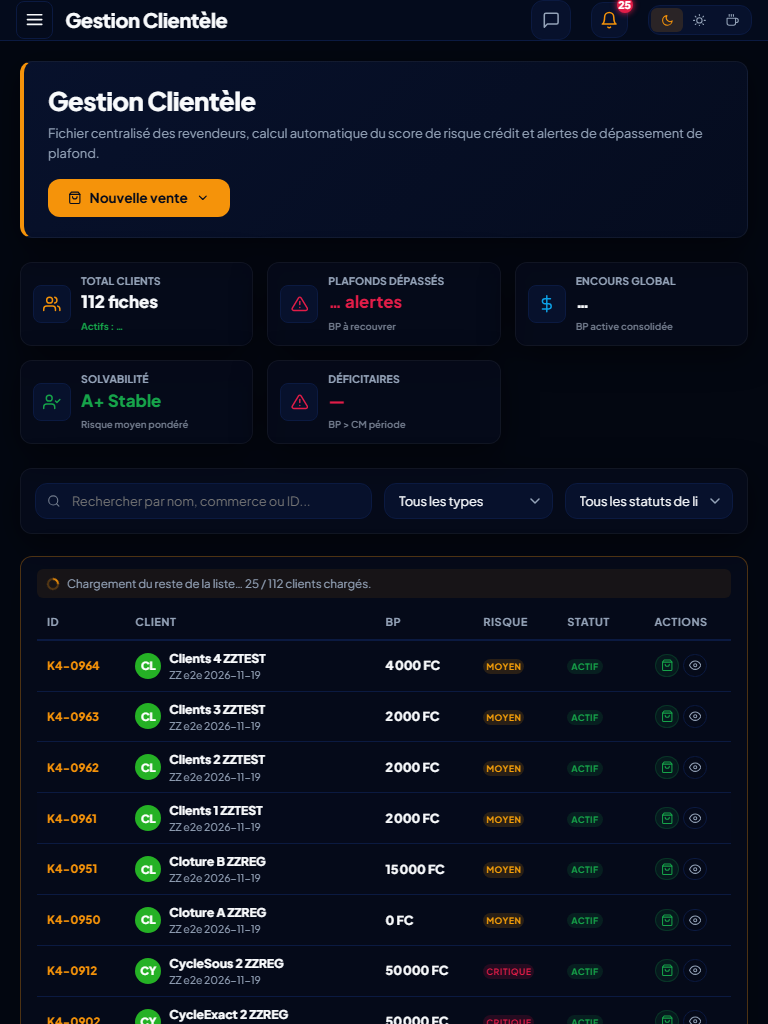 Gestion Clientèle
25
Gestion Clientèle
Fichier centralisé des revendeurs, calcul automatique du score de risque crédit et alertes de dépassement de
plafond.
Nouvelle vente
TOTAL CLIENTS
112 fiches
Actifs : ...
PLAFONDS DÉPASSÉS
... alertes
BP à recouvrer
ENCOURS GLOBAL
...
BP active consolidée
SOLVABILITÉ
A+ Stable
Risque moyen pondéré
DÉFICITAIRES
—
BP > CM période
Rechercher par nom, commerce ou ID...
Tous les types
Tous les statuts de li
Chargement du reste de la liste... 25 / 112 clients chargés.
ID CLIENT BP RISQUE STATUT ACTIONS
K4-0964 CL Clients 4 ZZTEST 4 000 FC MOYEN ACTIF
ZZ e2e 2026-11-19
K4-0963 CL Clients 3 ZZTEST 2 000 FC MOYEN ACTIF
ZZ e2e 2026-11-19
K4-0962 CL Clients 2 ZZTEST 2 000 FC MOYEN ACTIF
ZZ e2e 2026-11-19
K4-0961 CL Clients 1 ZZTEST 2 000 FC MOYEN ACTIF
ZZ e2e 2026-11-19
K4-0951 CL Cloture B ZZREG 15 000 FC MOYEN ACTIF
ZZ e2e 2026-11-19
K4-0950 CL Cloture A ZZREG 0 FC MOYEN ACTIF
ZZ e2e 2026-11-19
K4-0912 CY CycleSous 2 ZZREG 50 000 FC CRITIQUE ACTIF
ZZ e2e 2026-11-19
K4-0902 CY CycleExact 2 ZZREG 50 000 FC CRITIQUE ACTIF